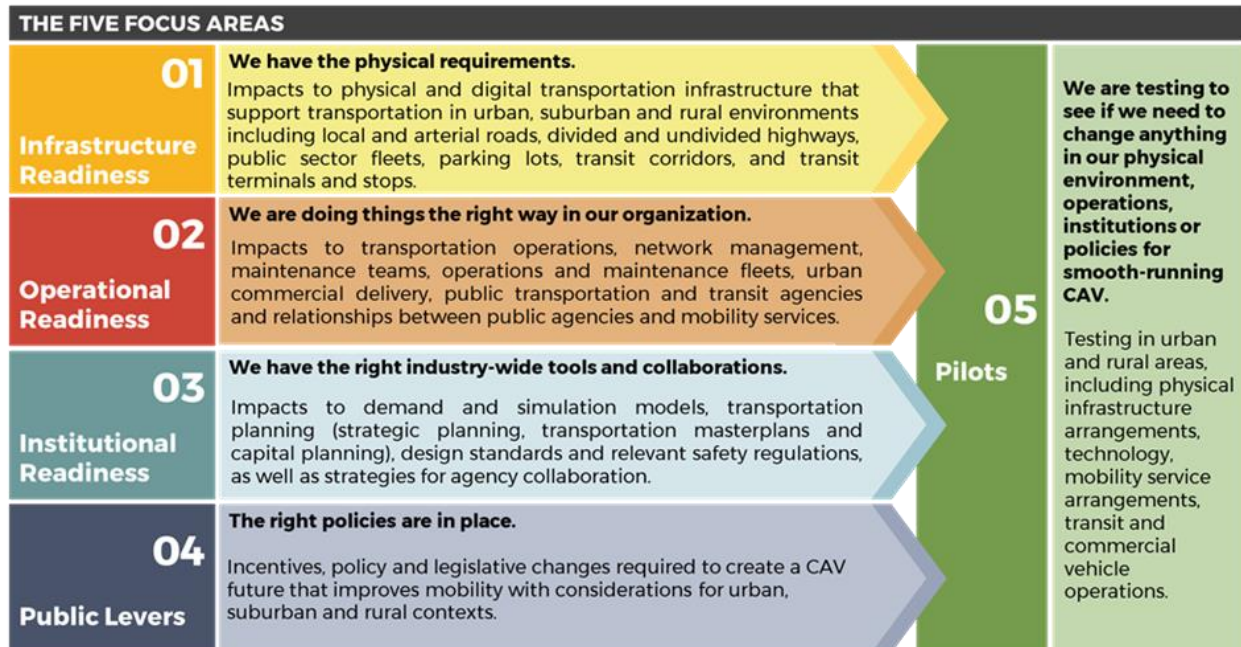 THE FIVE FOCUS AREAS
01
Infrastructure
Readiness
We have the physical requirements.
Impacts to physical and digital transportation infrastructure that
support transportation in urban, suburban and rural environments
including local and arterial roads, divided and undivided highways,
public sector fleets, parking lots, transit corridors, and transit
terminals and stops.
02
Operational
Readiness
We are doing things the right way in our organization.
Impacts to transportation operations, network management,
maintenance teams, operations and maintenance fleets, urban
commercial delivery, public transportation and transit agencies
and relationships between public agencies and mobility services.
03
Institutional
Readiness
We have the right industry-wide tools and collaborations.
Impacts to demand and simulation models, transportation
planning (strategic planning, transportation masterplans and
capital planning), design standards and relevant safety regulations,
as well as strategies for agency collaboration.
04
Public Levers
The right policies are in place.
Incentives, policy and legislative changes required to create a CAV
future that improves mobility with considerations for urban,
suburban and rural contexts.
05
Pilots
We are testing to
see if we need to
change anything
in our physical
environment,
operations,
institutions or
policies for
smooth-running
CAV.
Testing in urban
and rural areas,
including physical
infrastructure
arrangements,
technology,
mobility service
arrangements,
transit and
commercial
vehicle
operations.